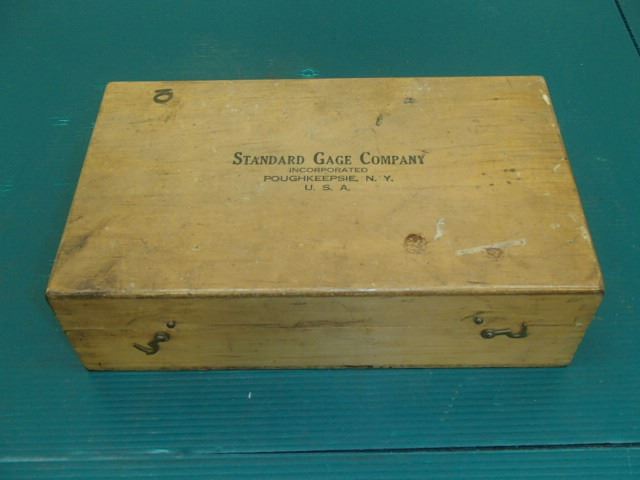 STANDARD GAGE COMPANY
INCORPORATED
POUGHKEEPSIE, N. Y.
U. S. A.